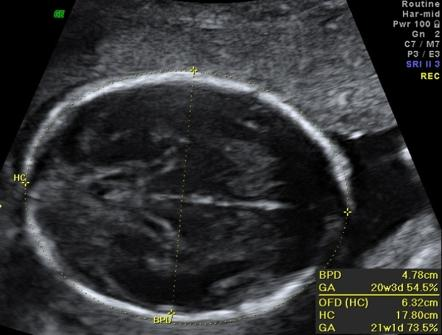 Routine
Har-mid
Pwr 100
Gn 2
C7 / M7
P3 / E3
SRI II 3
REC
HC
BPD
BPD 4.78cm
GA 20w3d 54.5%
OFD (HC) 6.32cm
HC 17.80cm
GA 21w1d 73.5%